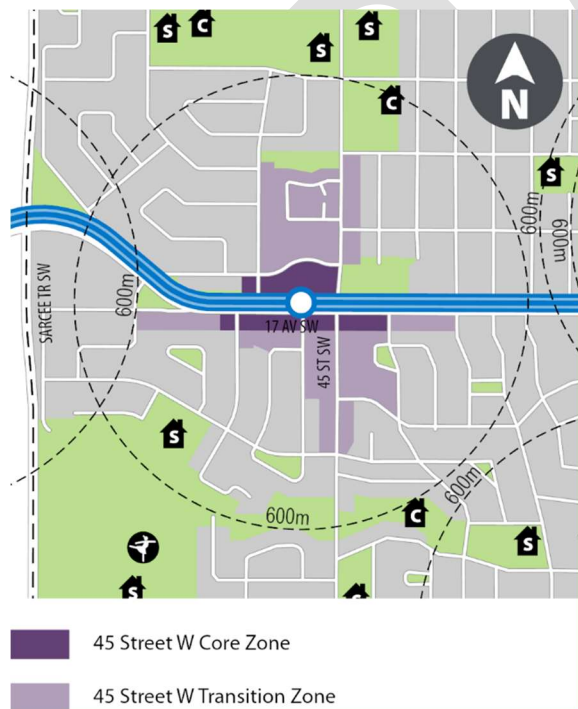 S
C
S
S
C
N
S
600m
600m
SARCEE TR SW
600m
17 AV SW
45 ST SW
S
600m
600m
C
S
S
45 Street W Core Zone
45 Street W Transition Zone